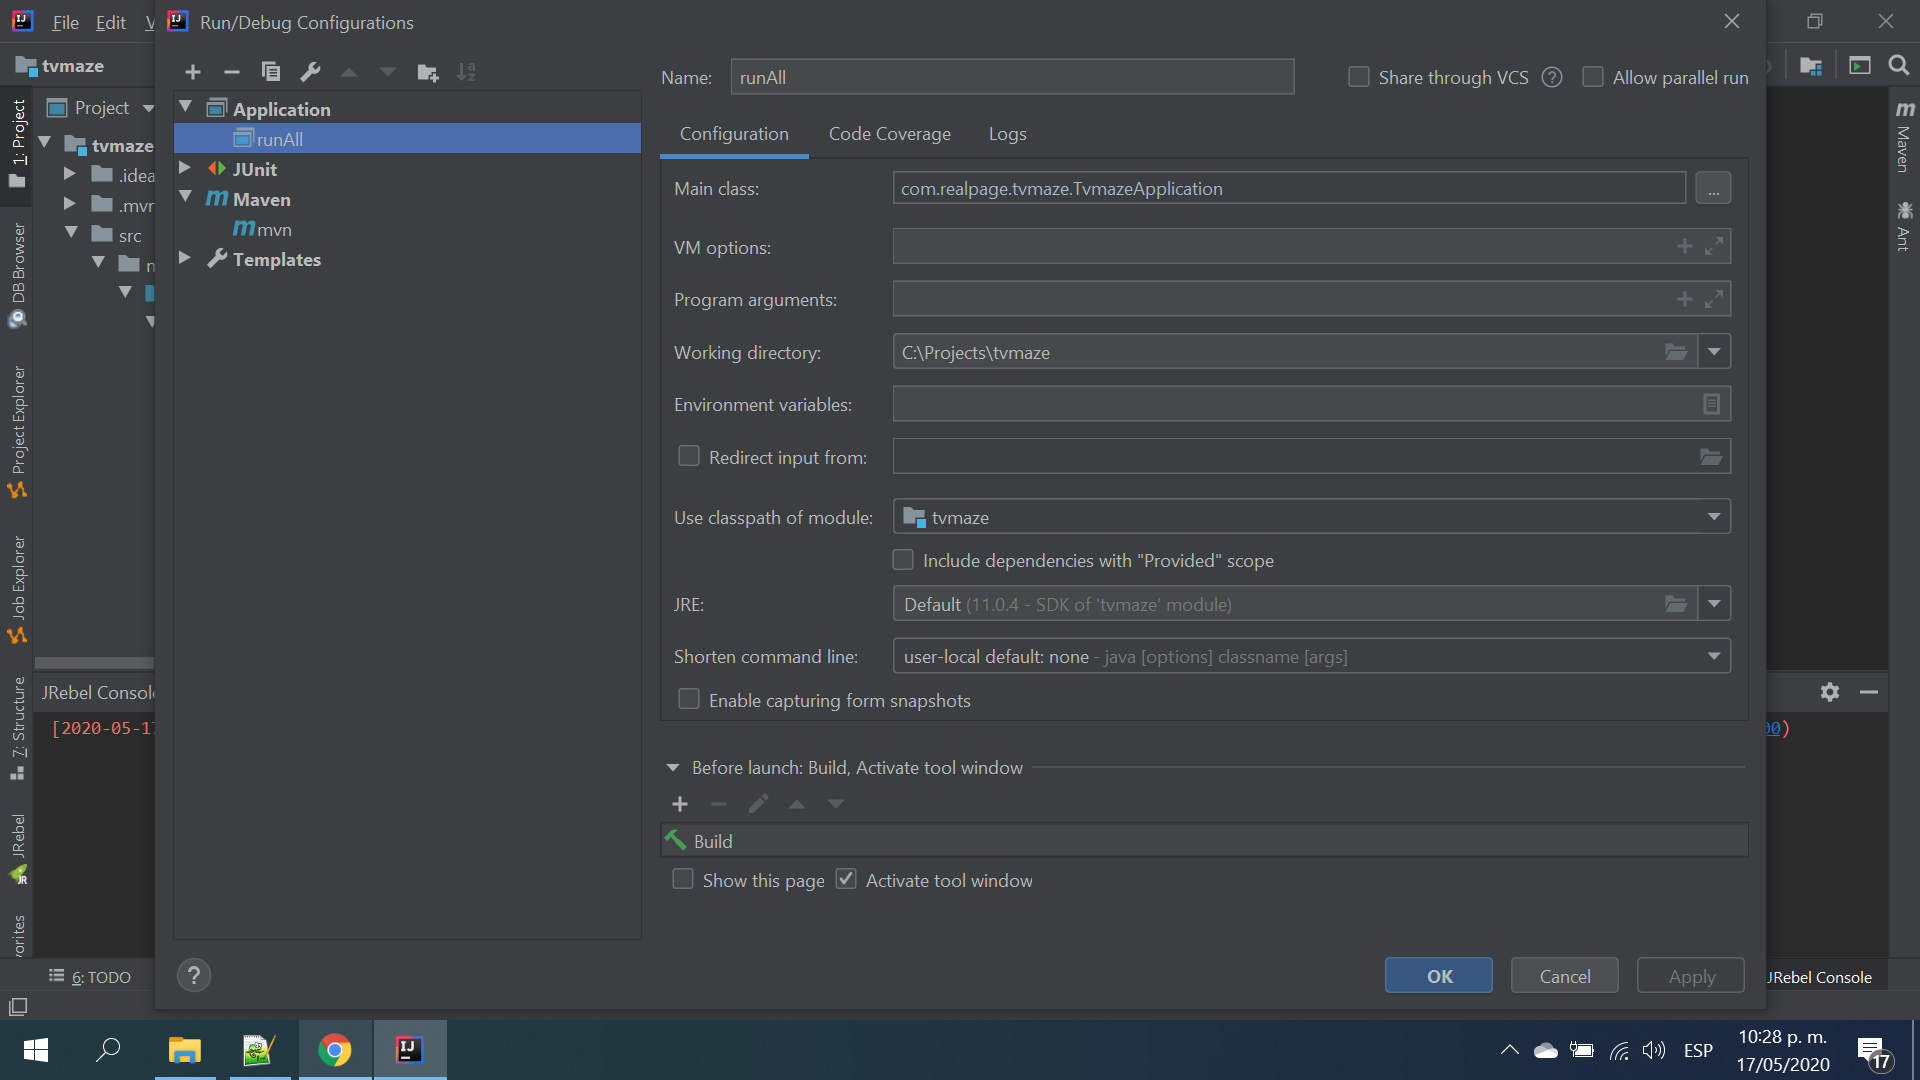 File Edit V
Run/Debug Configurations
tvmaze
Project
tvmaze
.idea
.mvn
src
1: Project
DB Browser
Project Explorer
Job Explorer
7: Structure
JRebel
vorites
Application
runAll
JUnit
Maven
mvn
Templates
Name: runAll
Share through VCS
Allow parallel run
Configuration Code Coverage Logs
Main class: com.realpage.tvmaze.TvmazeApplication ...
VM options:
Program arguments:
Working directory: C:\Projects\tvmaze
Environment variables:
Redirect input from:
Use classpath of module: tvmaze
Include dependencies with "Provided" scope
JRE: Default (11.0.4 - SDK of 'tvmaze' module)
Shorten command line: user-local default: none - java [options] classname [args]
Enable capturing form snapshots
Before launch: Build, Activate tool window
Build
Show this page Activate tool window
OK Cancel Apply
Maven
Ant
JRebel Console
[2020-05-17
00)
6: TODO
JRebel Console
ESP
10:28 p. m.
17/05/2020
17